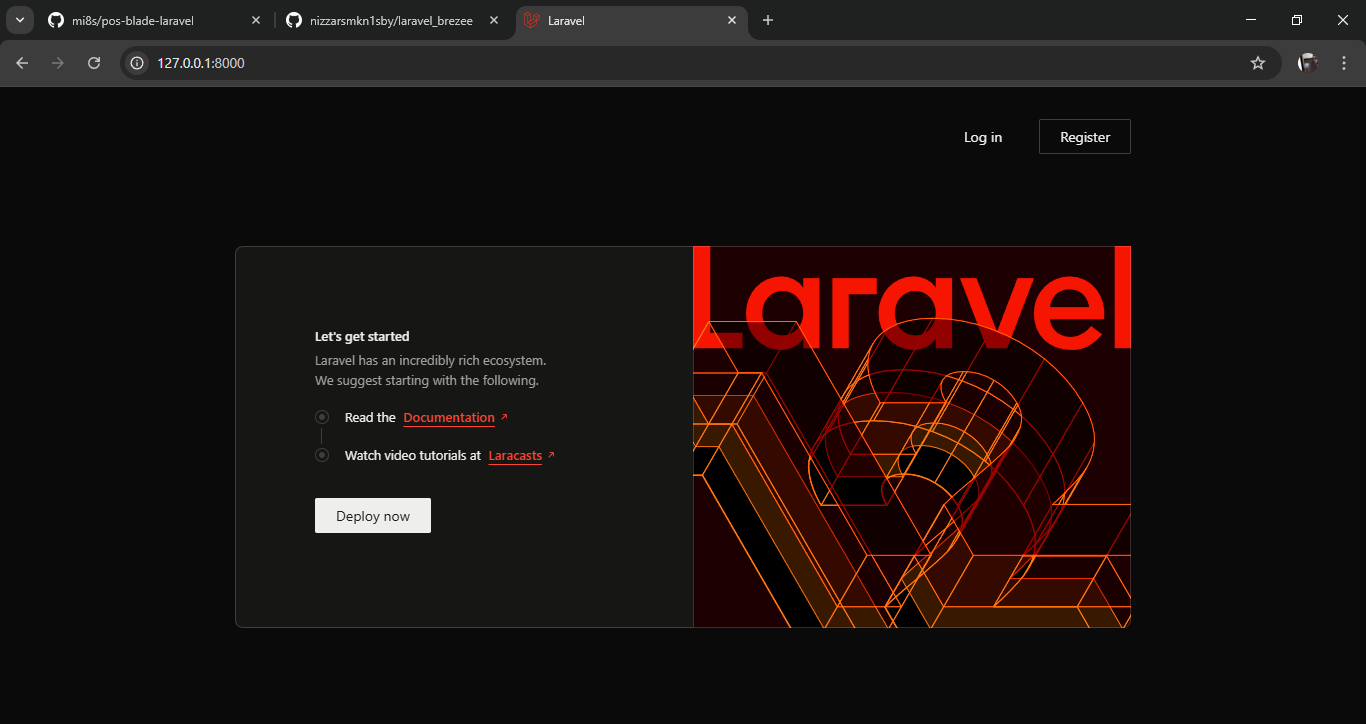 mi8s/pos-blade-laravel
nizzarsmkn1sby/laravel_brezee
Laravel
127.0.0.1:8000
Log in
Register
Let's get started
Laravel has an incredibly rich ecosystem.
We suggest starting with the following.
Read the Documentation
Watch video tutorials at Laracasts
Deploy now
Laravel